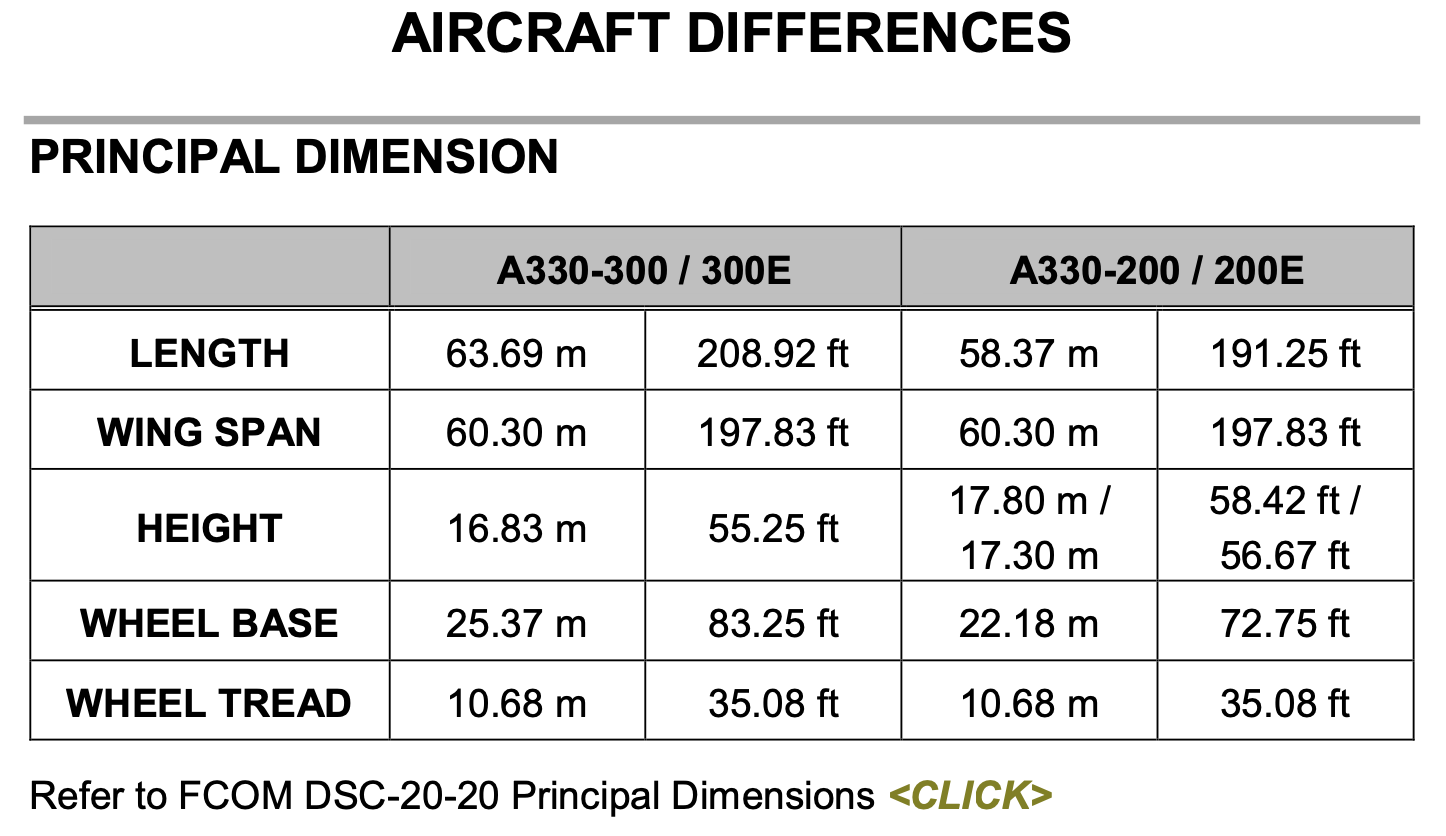 AIRCRAFT DIFFERENCES
PRINCIPAL DIMENSION
A330-300 / 300E A330-200 / 200E
LENGTH 63.69 m 208.92 ft 58.37 m 191.25 ft
WING SPAN 60.30 m 197.83 ft 60.30 m 197.83 ft
HEIGHT 16.83 m 55.25 ft 17.80 m / 17.30 m 58.42 ft / 56.67 ft
WHEEL BASE 25.37 m 83.25 ft 22.18 m 72.75 ft
WHEEL TREAD 10.68 m 35.08 ft 10.68 m 35.08 ft
Refer to FCOM DSC-20-20 Principal Dimensions <CLICK>